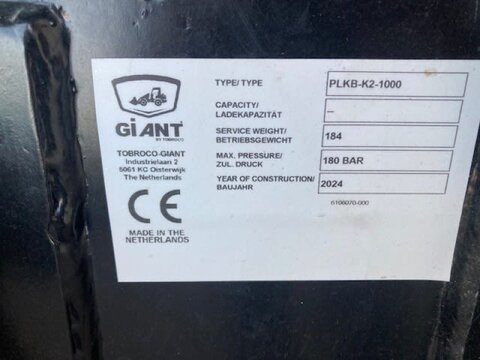 GiANT
BY TOBROCO
TOBROCO-GIANT
Industrielaan 2
5061 KC Oisterwijk
The Netherlands
CE
MADE IN THE
NETHERLANDS
TYPE/TYPE PLKB-K2-1000
CAPACITY/
LADEKAPAZITÄT –
SERVICE WEIGHT/
BETRIEBSGEWICHT 184
MAX. PRESSURE/
ZUL. DRUCK 180 BAR
YEAR OF CONSTRUCTION/
BAUJAHR 2024
6106070-000